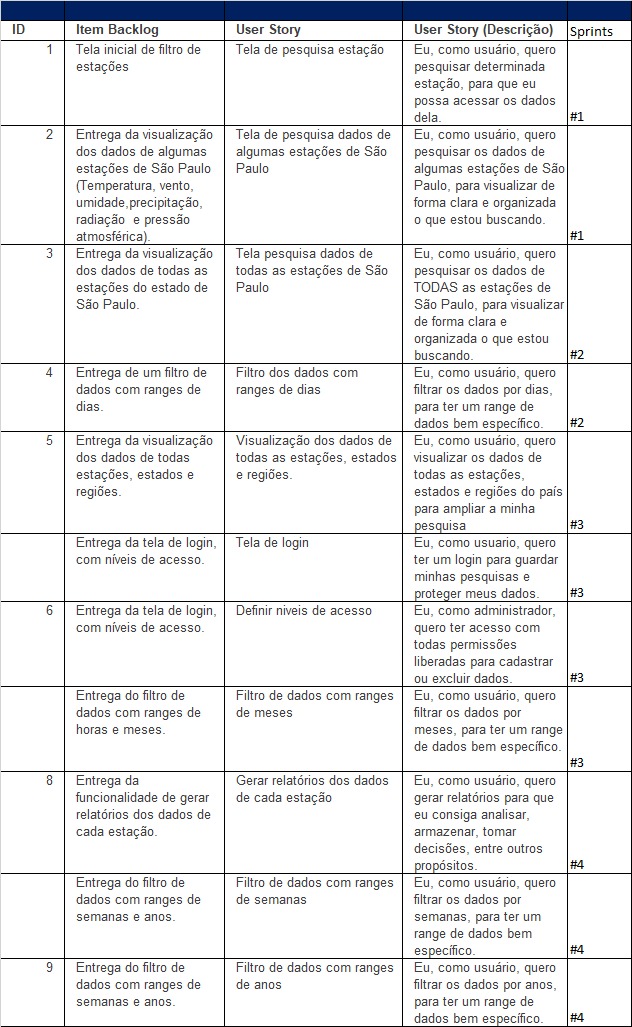 ID Item Backlog User Story User Story (Descrição) Sprints
1 Tela inicial de filtro de Tela de pesquisa estação Eu, como usuário, quero
estações pesquisar determinada
estação, para que eu
possa acessar os dados
dela. #1
2 Entrega da visualização Tela de pesquisa dados de Eu, como usuário, quero
dos dados de algumas algumas estações de São pesquisar os dados de
estações de São Paulo Paulo algumas estações de São
(Temperatura, vento, Paulo, para visualizar de
umidade,precipitação, forma clara e organizada
radiação e pressão o que estou buscando.
atmosférica). #1
3 Entrega da visualização Tela pesquisa dados de Eu, como usuário, quero
dos dados de todas as todas as estações de São pesquisar os dados de
estações do estado de Paulo TODAS as estações de
São Paulo. São Paulo, para visualizar
de forma clara e
organizada o que estou
buscando. #2
4 Entrega de um filtro de Filtro dos dados com Eu, como usuário, quero
dados com ranges de ranges de dias filtrar os dados por dias,
dias. para ter um range de
dados bem específico. #2
5 Entrega da visualização Visualização dos dados de Eu, como usuário, quero
dos dados de todas todas as estações, estados visualizar os dados de
estações, estados e e regiões. todas as estações,
regiões. estados e regiões do país
para ampliar a minha
pesquisa #3
Entrega da tela de login, Tela de login Eu, como usuario, quero
com níveis de acesso. ter um login para guardar
minhas pesquisas e
proteger meus dados. #3
6 Entrega da tela de login, Definir niveis de acesso Eu, como administrador,
com níveis de acesso. quero ter acesso com
todas permissões
liberadas para cadastrar
ou excluir dados. #3
Entrega do filtro de Filtro de dados com ranges Eu, como usuário, quero
dados com ranges de de meses filtrar os dados por
horas e meses. meses, para ter um range
de dados bem específico.
#3
8 Entrega da Gerar relatórios dos dados Eu, como usuário, quero
funcionalidade de gerar de cada estação gerar relatórios para que
relatórios dos dados de eu consiga analisar,
cada estação. armazenar, tomar
decisões, entre outros
propósitos. #4
Entrega do filtro de Filtro de dados com ranges Eu, como usuário, quero
dados com ranges de de semanas filtrar os dados por
semanas e anos. semanas, para ter um
range de dados bem
específico. #4
9 Entrega do filtro de Filtro de dados com ranges Eu, como usuário, quero
dados com ranges de de anos filtrar os dados por anos,
semanas e anos. para ter um range de
dados bem específico. #4